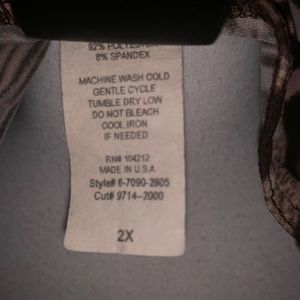 92% POLYESTER
8% SPANDEX
MACHINE WASH COLD
GENTLE CYCLE
TUMBLE DRY LOW
DO NOT BLEACH
COOL IRON
IF NEEDED
RN# 104212
MADE IN U.S.A
Style# 6-7090-2805
Cut# 9714-2000
2X